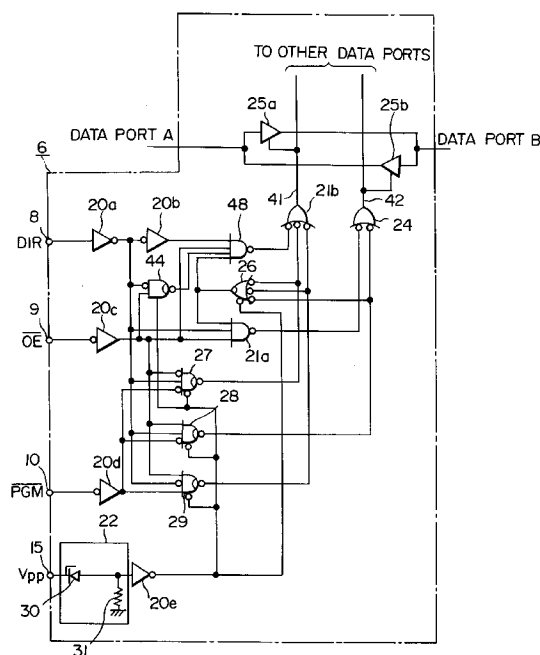 TO OTHER DATA PORTS
25a
25b
DATA PORT A
DATA PORT B
6
41
21b
42
24
8
20a
20b
48
DIR
44
26
9
20c
OE
21a
27
28
10
20d
PGM
29
22
15
VPP
30
31
20e